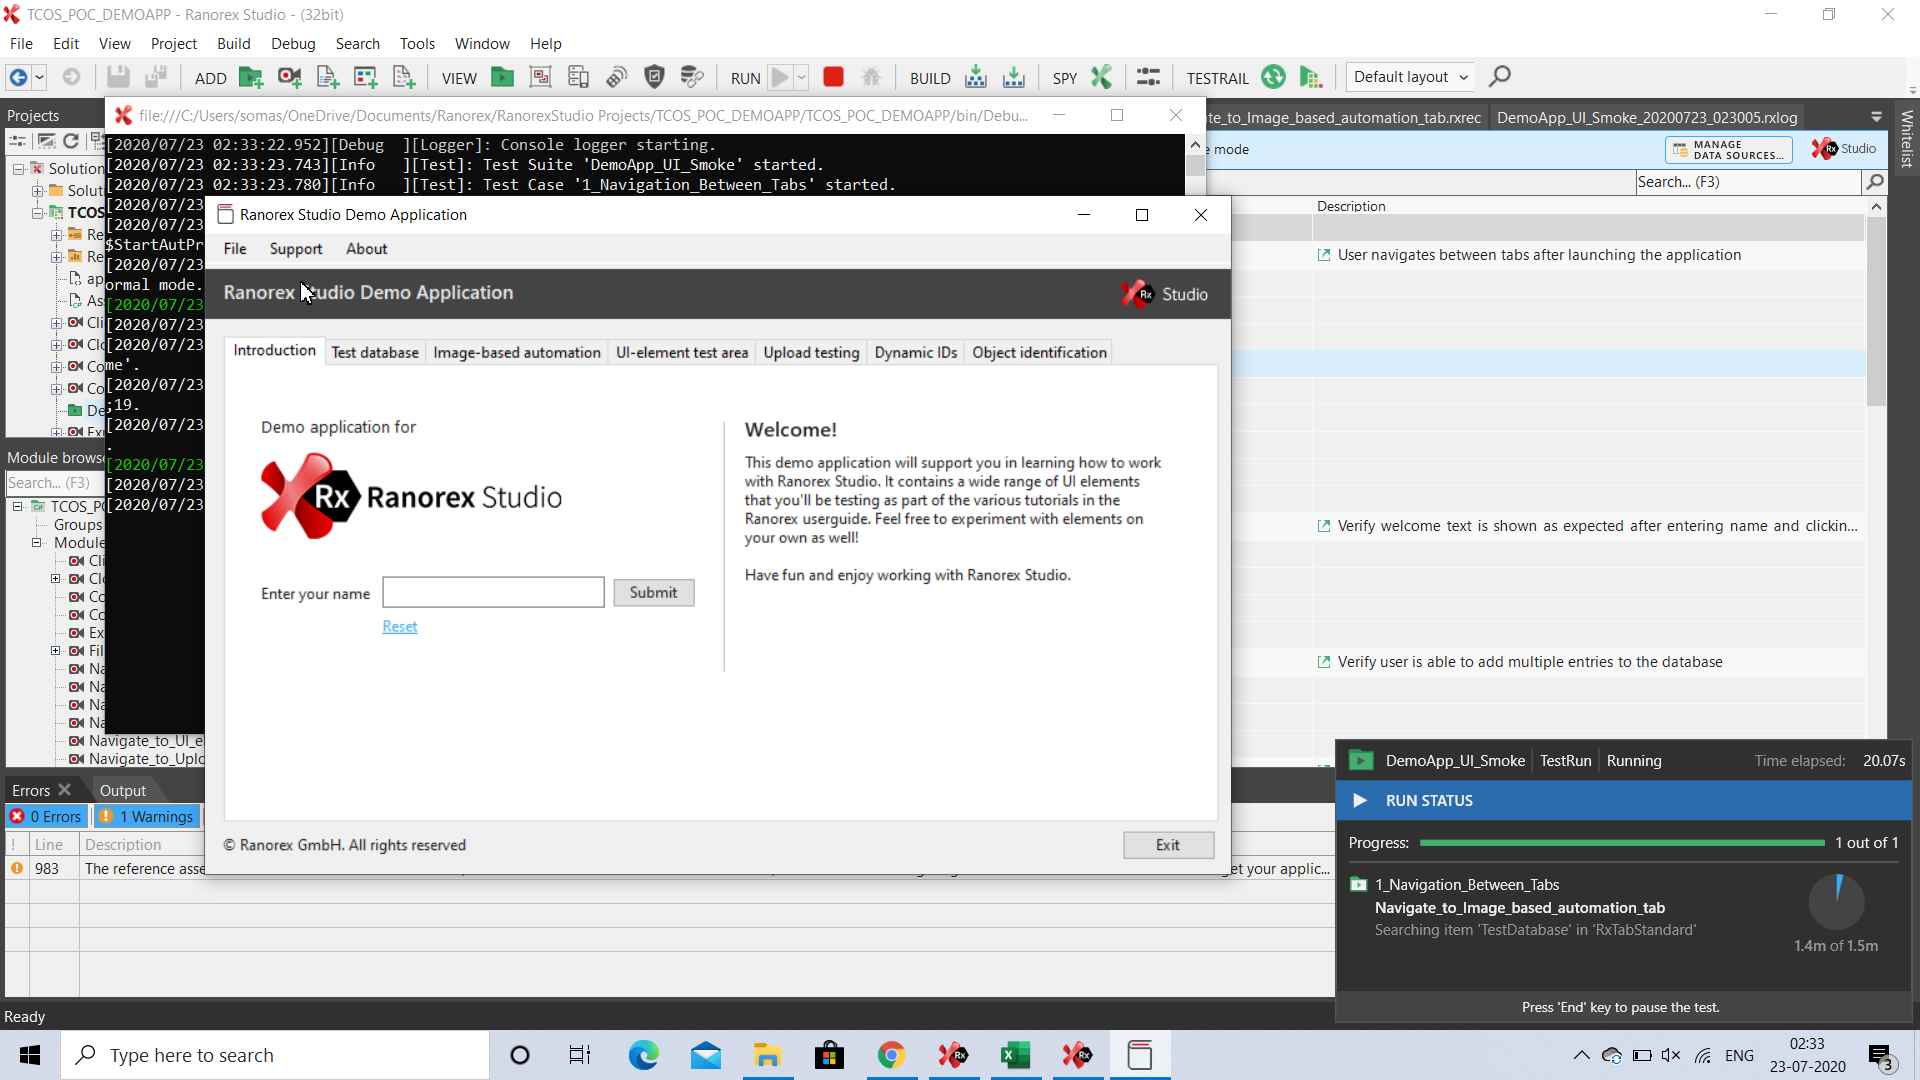 TCOS_POC_DEMOAPP - Ranorex Studio - (32bit)
File Edit View Project Build Debug Search Tools Window Help
ADD VIEW RUN BUILD SPY TESTRAIL Default layout
Projects
file:///C:/Users/somas/OneDrive/Documents/Ranorex/RanorexStudio Projects/TCOS_POC_DEMOAPP/TCOS_POC_DEMOAPP/bin/Debu...
te_to_Image_based_automation_tab.rxrec DemoApp_UI_Smoke_20200723_023005.rxlog
Whitelist
[2020/07/23 02:33:22.952][Debug ][Logger]: Console logger starting.
[2020/07/23 02:33:23.743][Info ][Test]: Test Suite 'DemoApp_UI_Smoke' started.
[2020/07/23 02:33:23.780][Info ][Test]: Test Case '1_Navigation_Between_Tabs' started.
[2020/07/23
[2020/07/23
$StartAutPr
[2020/07/23
ormal mode.
[2020/07/23
[2020/07/23
[2020/07/23
me'.
[2020/07/23
;19.
[2020/07/23
.
[2020/07/23
[2020/07/23
[2020/07/23
e mode
MANAGE
DATA SOURCES...
Rx Studio
Search... (F3)
Description
User navigates between tabs after launching the application
Verify welcome text is shown as expected after entering name and clickin...
Verify user is able to add multiple entries to the database
Solution
Solut
TCOS
Re
Re
ap
As
Cli
Clo
Co
Co
De
Ex
Module brows
Search... (F3)
TCOS_PO
Groups
Module
Cli
Clo
Co
Co
Ex
Fil
Na
Na
Na
Na
Navigate_to_UI_e
Navigate_to_Uplo
Ranorex Studio Demo Application
File Support About
Ranorex Studio Demo Application
Rx Studio
Introduction Test database Image-based automation UI-element test area Upload testing Dynamic IDs Object identification
Demo application for
Rx Ranorex Studio
Enter your name Submit
Reset
Welcome!
This demo application will support you in learning how to work
with Ranorex Studio. It contains a wide range of UI elements
that you'll be testing as part of the various tutorials in the
Ranorex userguide. Feel free to experiment with elements on
your own as well!
Have fun and enjoy working with Ranorex Studio.
© Ranorex GmbH. All rights reserved
Exit
Errors Output
0 Errors 1 Warnings
! Line Description
983 The reference asse
et your applic...
DemoApp_UI_Smoke TestRun Running Time elapsed: 20.07s
RUN STATUS
Progress: 1 out of 1
1_Navigation_Between_Tabs
Navigate_to_Image_based_automation_tab
Searching item 'TestDatabase' in 'RxTabStandard'
1.4m of 1.5m
Press 'End' key to pause the test.
Ready
Type here to search
ENG
02:33
23-07-2020
3